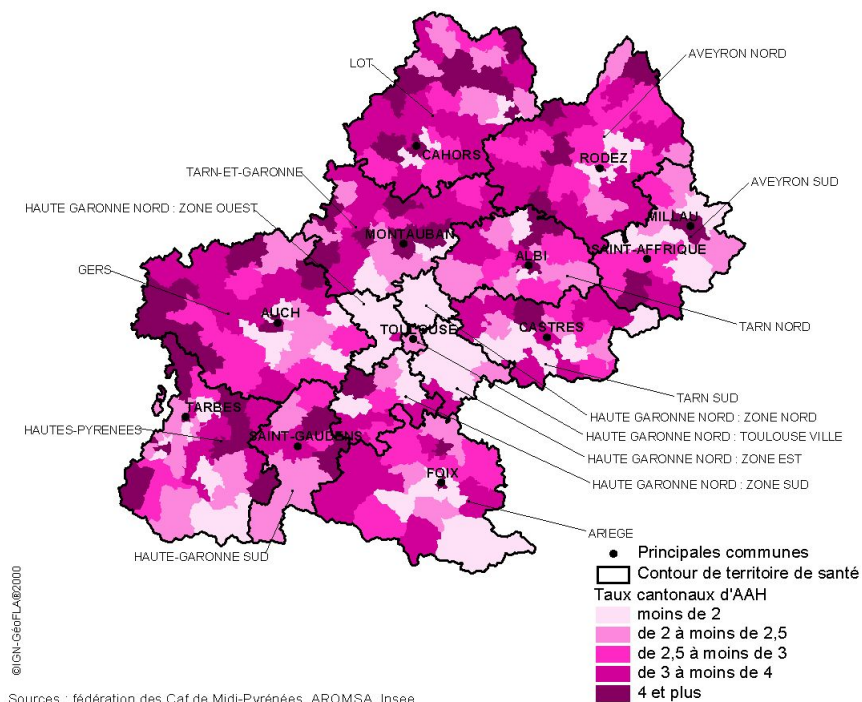 AVEYRON NORD
LOT
CAHORS
RODEZ
TARN-ET-GARONNE
AVEYRON SUD
HAUTE GARONNE NORD : ZONE OUEST
MILLAU
MONTAUBAN
ALBI
SAINT-AFFRIQUE
GERS
AUCH
TOULOUSE
CASTRES
TARN NORD
TARN SUD
TARBES
HAUTE GARONNE NORD : ZONE NORD
HAUTES-PYRENEES
SAINT-GAUDENS
HAUTE GARONNE NORD : TOULOUSE VILLE
HAUTE GARONNE NORD : ZONE EST
FOIX
HAUTE GARONNE NORD : ZONE SUD
ARIEGE
HAUTE-GARONNE SUD
Principales communes
Contour de territoire de santé
Taux cantonaux d'AAH
moins de 2
de 2 à moins de 2,5
de 2,5 à moins de 3
de 3 à moins de 4
4 et plus
©IGN-GéoFLA®2000
Sources : fédération des Caf de Midi-Pyrénées, AROMSA, Insee